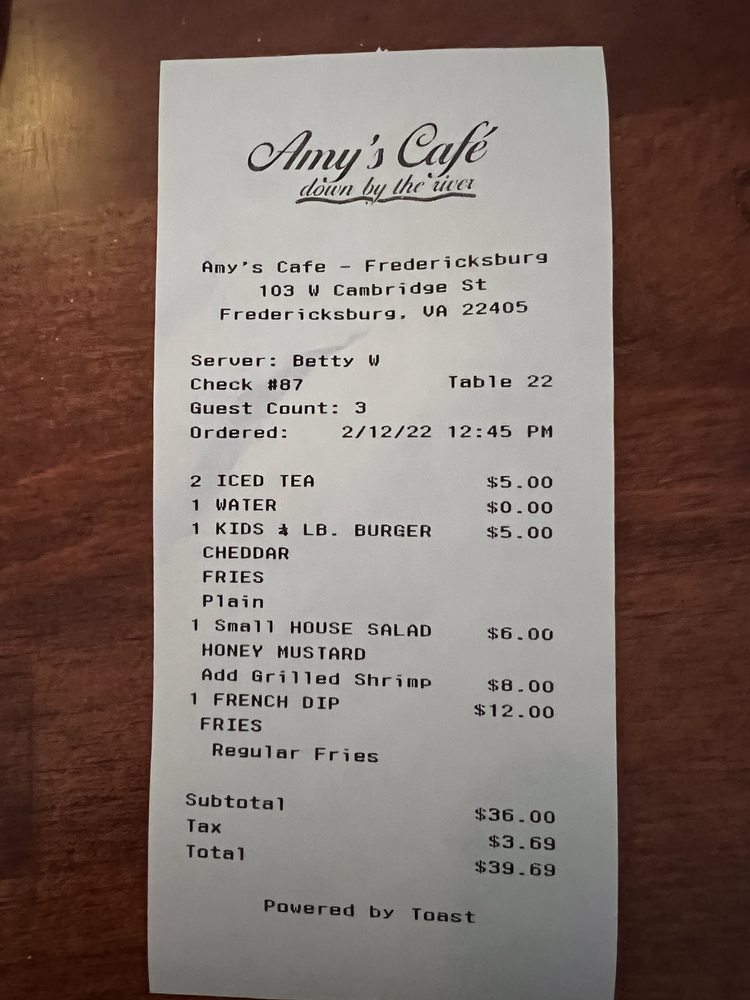 Amy's Café
down by the river
Amy's Cafe - Fredericksburg
103 W Cambridge St
Fredericksburg, VA 22405
Server: Betty W
Check #87 Table 22
Guest Count: 3
Ordered: 2/12/22 12:45 PM
2 ICED TEA $5.00
1 WATER $0.00
1 KIDS ¼ LB. BURGER $5.00
CHEDDAR
FRIES
Plain
1 Small HOUSE SALAD $6.00
HONEY MUSTARD
Add Grilled Shrimp $8.00
1 FRENCH DIP $12.00
FRIES
Regular Fries
Subtotal $36.00
Tax $3.69
Total $39.69
Powered by Toast